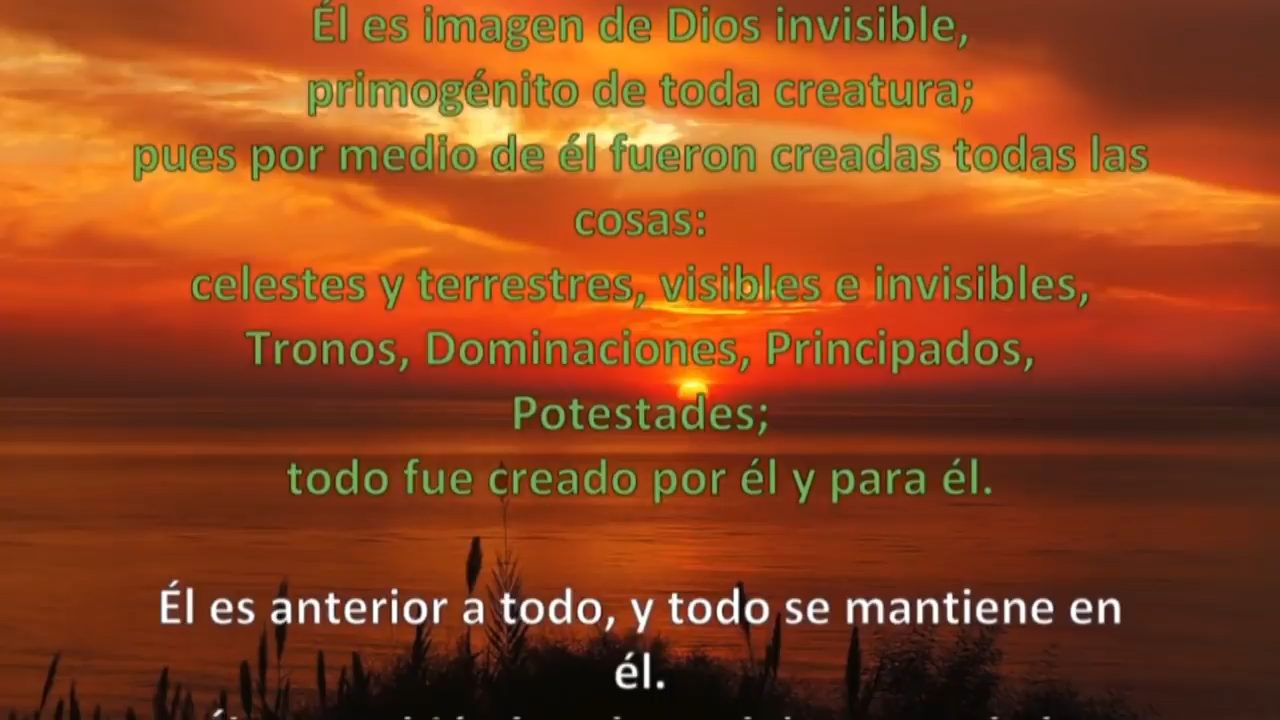 Él es imagen de Dios invisible,
primogénito de toda creatura;
pues por medio de él fueron creadas todas las
cosas:
celestes y terrestres, visibles e invisibles,
Tronos, Dominaciones, Principados,
Potestades;
todo fue creado por él y para él.
Él es anterior a todo, y todo se mantiene en
él.